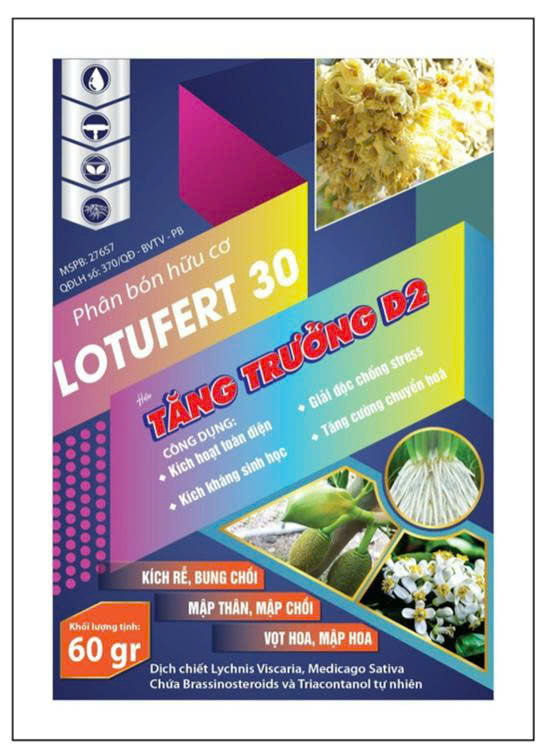 MSPB: 27657
QĐLH số: 370/QĐ - BVTV - PB
Phân bón hữu cơ
LOTUFERT 30
Hiệu
TĂNG TRƯỞNG D2
CÔNG DỤNG:
Kích hoạt toàn diện
Kích kháng sinh học
Giải độc chống stress
Tăng cường chuyển hoá
KÍCH RỄ, BUNG CHỒI
MẬP THÂN, MẬP CHỒI
VỌT HOA, MẬP HOA
Khối lượng tịnh:
60 gr
Dịch chiết Lychnis Viscaria, Medicago Sativa
Chứa Brassinosteroids và Triacontanol tự nhiên